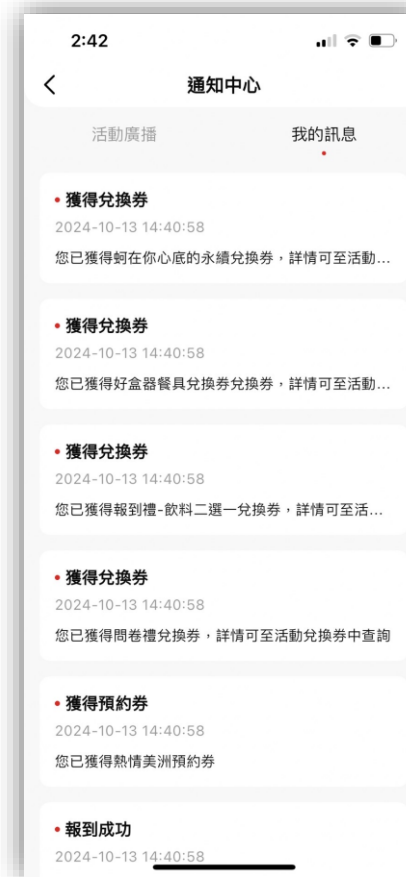 2:42
通知中心
活動廣播 我的訊息
• 獲得兌換券
2024-10-13 14:40:58
您已獲得蚵在你心底的永續兌換券，詳情可至活動...
• 獲得兌換券
2024-10-13 14:40:58
您已獲得好盒器餐具兌換券兌換券，詳情可至活動...
• 獲得兌換券
2024-10-13 14:40:58
您已獲得報到禮-飲料二選一兌換券，詳情可至活...
• 獲得兌換券
2024-10-13 14:40:58
您已獲得問卷禮兌換券，詳情可至活動兌換券中查詢
• 獲得預約券
2024-10-13 14:40:58
您已獲得熱情美洲預約券
• 報到成功
2024-10-13 14:40:58